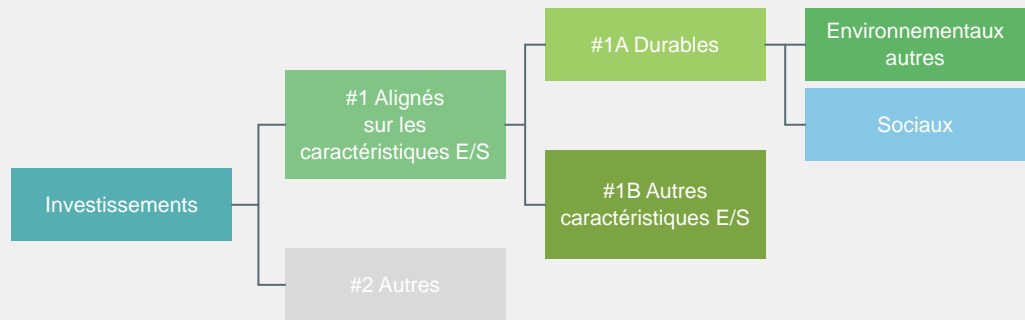 Investissements
#1 Alignés
sur les
caractéristiques E/S
#2 Autres
#1A Durables
#1B Autres
caractéristiques E/S
Environnementaux
autres
Sociaux